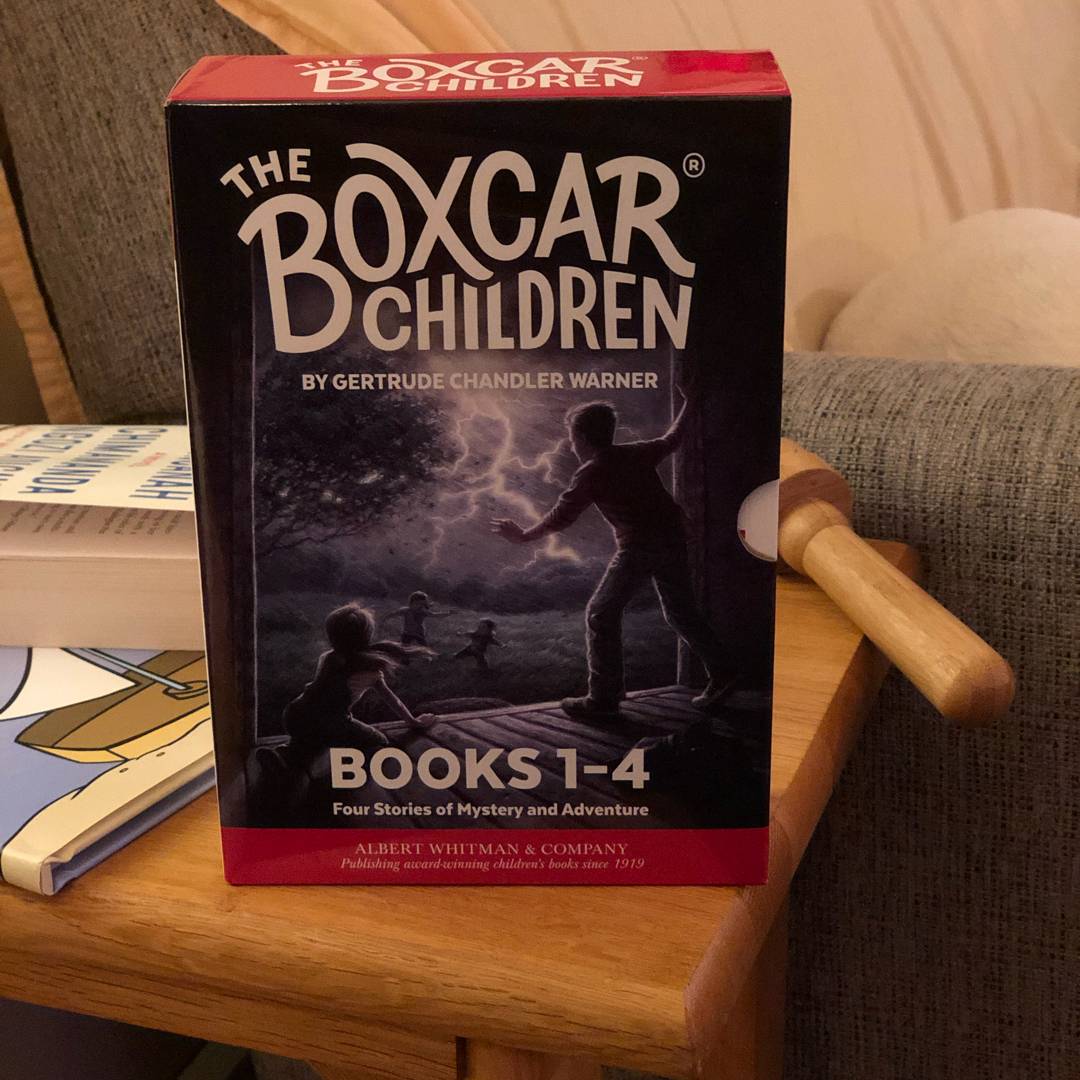 THE
BOXCAR®
CHILDREN
THE
BOXCAR®
CHILDREN
BY GERTRUDE CHANDLER WARNER
BOOKS 1–4
Four Stories of Mystery and Adventure
ALBERT WHITMAN & COMPANY
Publishing award-winning children's books since 1919